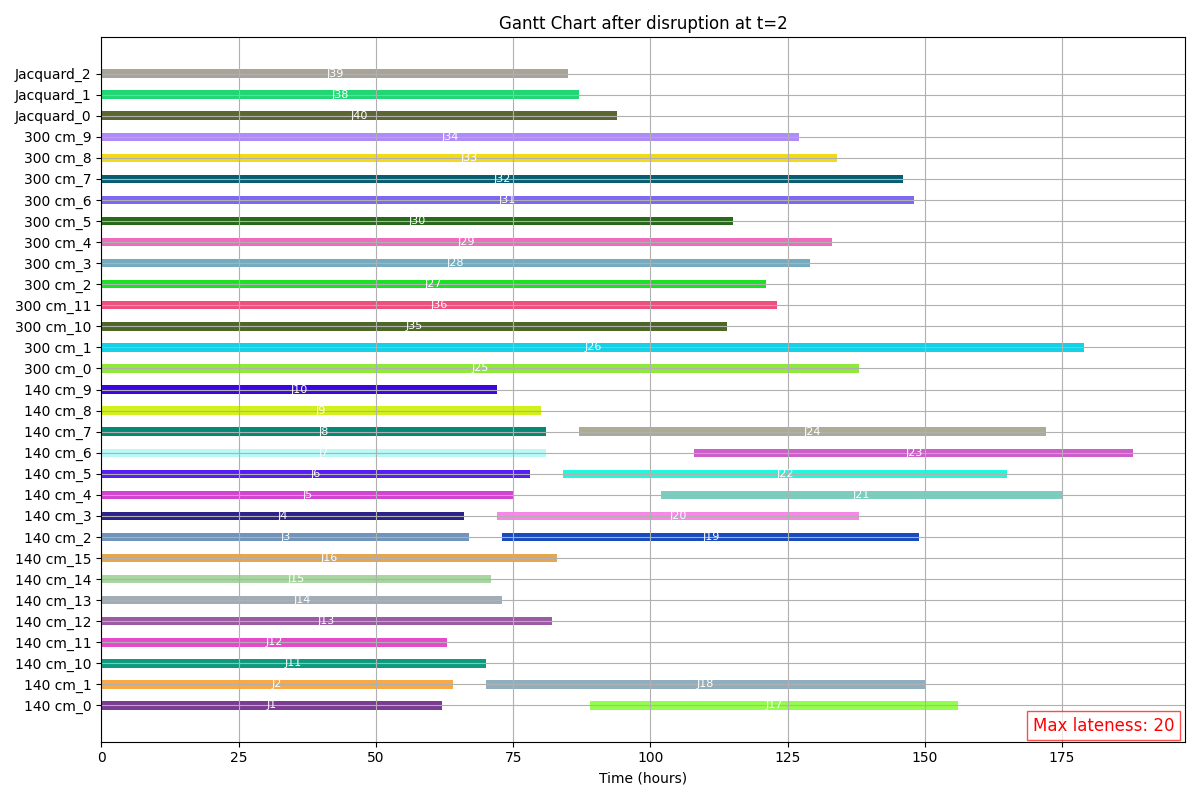 Gantt Chart after disruption at t=2
Jacquard_2
J39
Jacquard_1
J38
Jacquard_0
J40
300 cm_9
J34
300 cm_8
J33
300 cm_7
J32
300 cm_6
J31
300 cm_5
J30
300 cm_4
J29
300 cm_3
J28
300 cm_2
J27
300 cm_11
J36
300 cm_10
J35
300 cm_1
J26
300 cm_0
J25
140 cm_9
J10
140 cm_8
J9
140 cm_7
J8
J24
140 cm_6
J7
J23
140 cm_5
J6
J22
140 cm_4
J5
J21
140 cm_3
J4
J20
140 cm_2
J3
J19
140 cm_15
J16
140 cm_14
J15
140 cm_13
J14
140 cm_12
J13
140 cm_11
J12
140 cm_10
J11
140 cm_1
J2
J18
140 cm_0
J1
J17
Max lateness: 20
0 25 50 75 100 125 150 175
Time (hours)